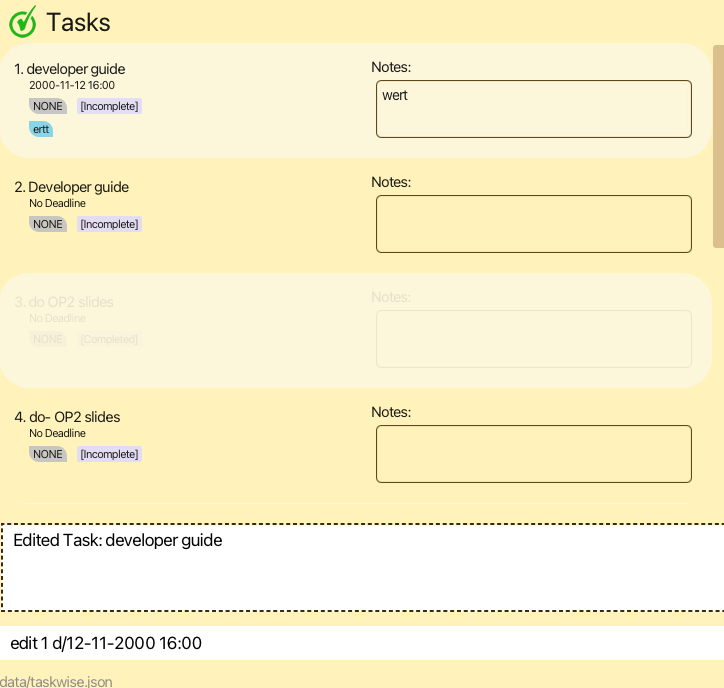 Tasks
1. developer guide
2000-11-12 16:00
NONE [Incomplete]
ertt
Notes:
wert
2. Developer guide
No Deadline
NONE [Incomplete]
Notes:
3. do OP2 slides
No Deadline
NONE [Completed]
Notes:
4. do- OP2 slides
No Deadline
NONE [Incomplete]
Notes:
Edited Task: developer guide
edit 1 d/12-11-2000 16:00
data/taskwise.json